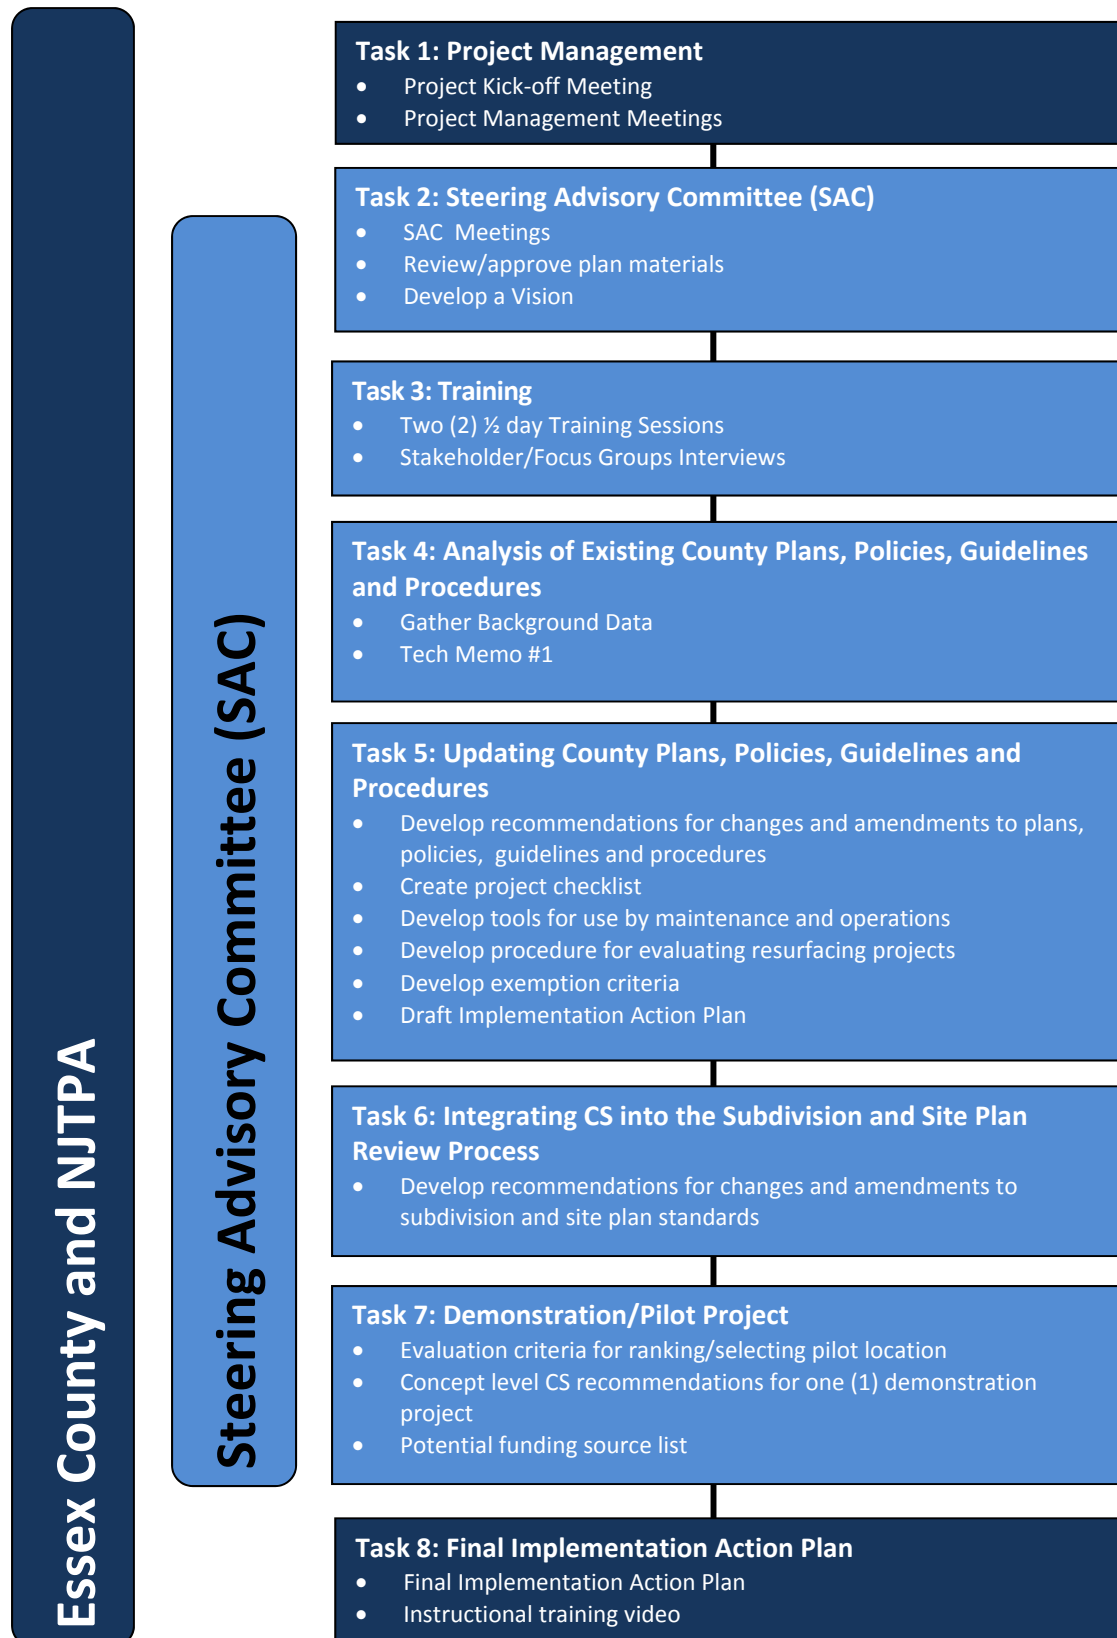 Essex County and NJTPA
Steering Advisory Committee (SAC)
Task 1: Project Management
• Project Kick-off Meeting
• Project Management Meetings
Task 2: Steering Advisory Committee (SAC)
• SAC Meetings
• Review/approve plan materials
• Develop a Vision
Task 3: Training
• Two (2) ½ day Training Sessions
• Stakeholder/Focus Groups Interviews
Task 4: Analysis of Existing County Plans, Policies, Guidelines
and Procedures
• Gather Background Data
• Tech Memo #1
Task 5: Updating County Plans, Policies, Guidelines and
Procedures
• Develop recommendations for changes and amendments to plans,
policies, guidelines and procedures
• Create project checklist
• Develop tools for use by maintenance and operations
• Develop procedure for evaluating resurfacing projects
• Develop exemption criteria
• Draft Implementation Action Plan
Task 6: Integrating CS into the Subdivision and Site Plan
Review Process
• Develop recommendations for changes and amendments to
subdivision and site plan standards
Task 7: Demonstration/Pilot Project
• Evaluation criteria for ranking/selecting pilot location
• Concept level CS recommendations for one (1) demonstration
project
• Potential funding source list
Task 8: Final Implementation Action Plan
• Final Implementation Action Plan
• Instructional training video